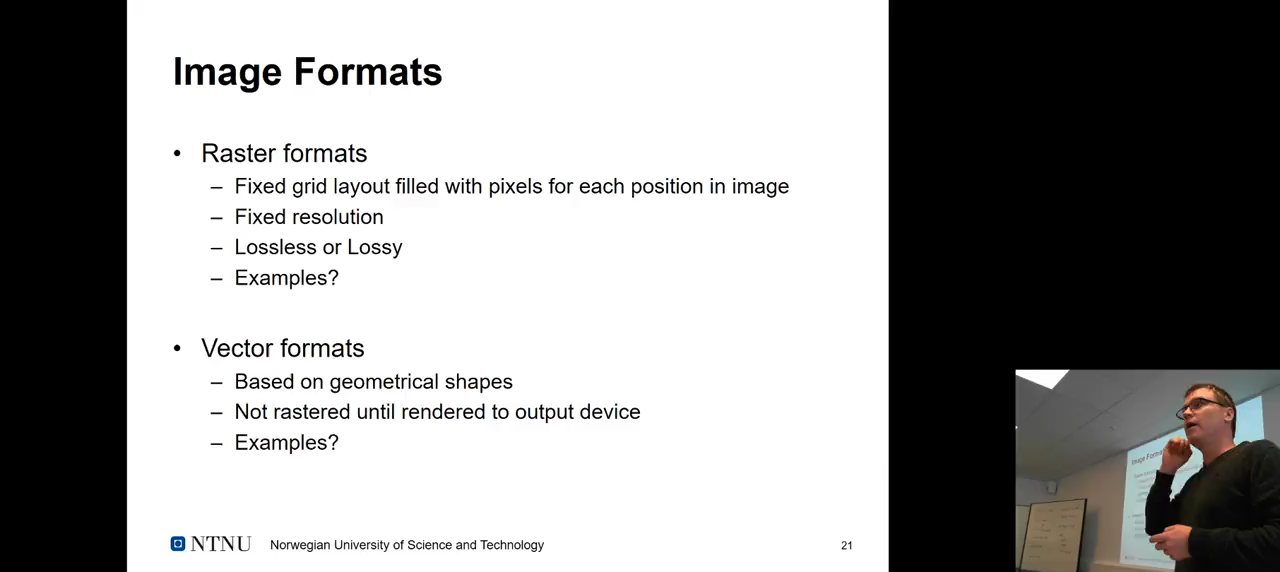 Image Formats
• Raster formats
– Fixed grid layout filled with pixels for each position in image
– Fixed resolution
– Lossless or Lossy
– Examples?
• Vector formats
– Based on geometrical shapes
– Not rastered until rendered to output device
– Examples?
NTNU Norwegian University of Science and Technology 21
Image Form